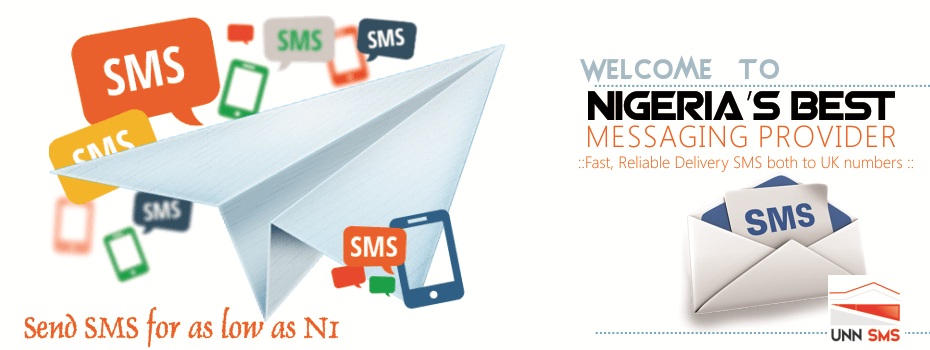 SMS
SMS
SMS
SMS
SMS
SMS
Send SMS for as low as N1
WELCOME TO
NIGERIA'S BEST
MESSAGING PROVIDER
::Fast, Reliable Delivery SMS both to UK numbers ::
SMS
UNN SMS